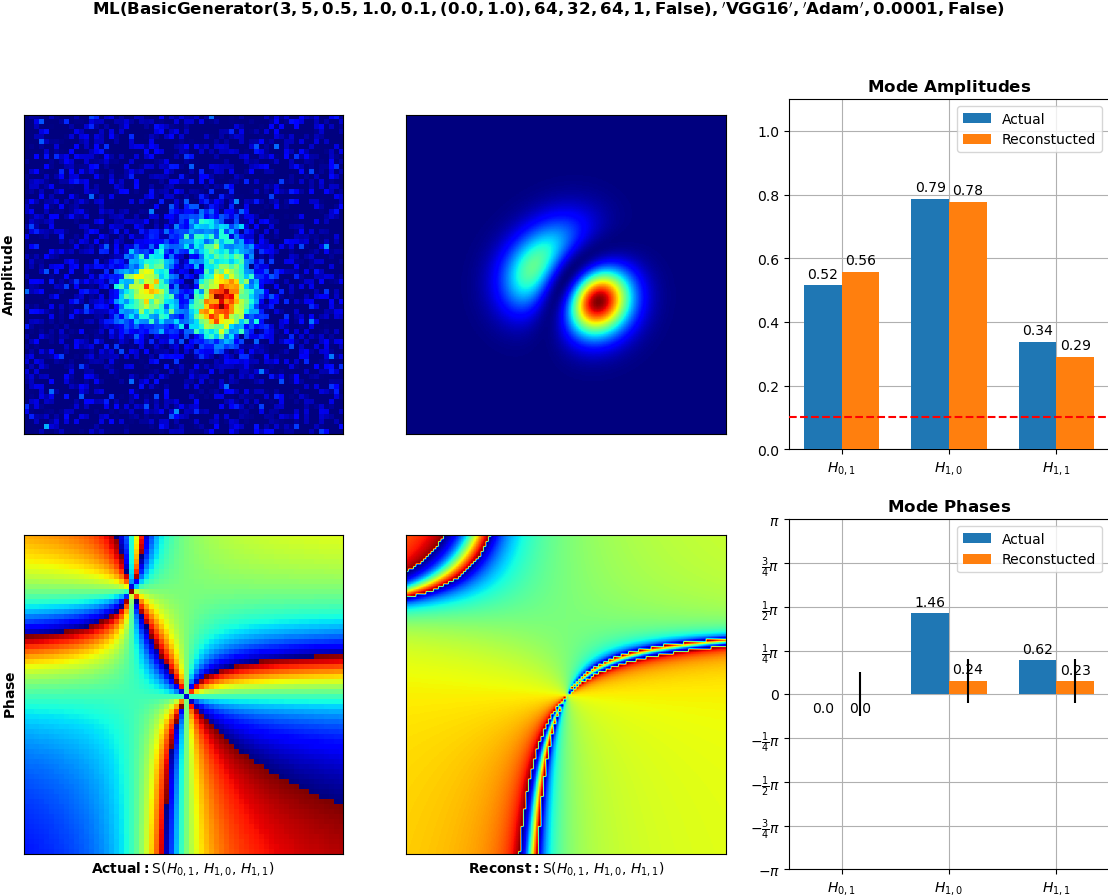 ML(BasicGenerator(3, 5, 0.5, 1.0, 0.1, (0.0, 1.0), 64, 32, 64, 1, False), 'VGG16', 'Adam', 0.0001, False)
Amplitude
Mode Amplitudes
Actual
Reconstucted
1.0
0.8
0.6
0.4
0.2
0.0
0.52
0.56
0.79
0.78
0.34
0.29
H0,1
H1,0
H1,1
Phase
Actual: S(H0,1, H1,0, H1,1)
Reconst: S(H0,1, H1,0, H1,1)
Mode Phases
Actual
Reconstucted
π
3/4π
1/2π
1/4π
0
−1/4π
−1/2π
−3/4π
−π
0.0
0.0
1.46
0.24
0.62
0.23
H0,1
H1,0
H1,1